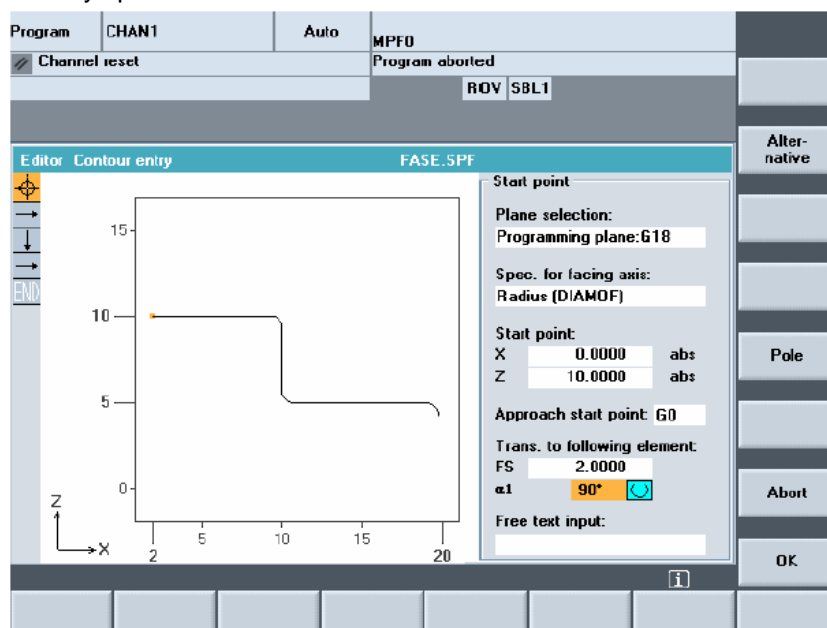 Program CHAN1 Auto MPF0
Channel reset Program aborted
ROV SBL1
Editor Contour entry FASE.SPF
Alter-
native
Start point
Plane selection:
Programming plane:G18
Spec. for facing axis:
Radius (DIAMOF)
Start point:
X 0.0000 abs
Z 10.0000 abs
Approach start point: G0
Trans. to following element:
FS 2.0000
α1 90°
Free text input:
END
15
10
5
0
Z
X
2 5 10 15 20
Pole
Abort
OK
i